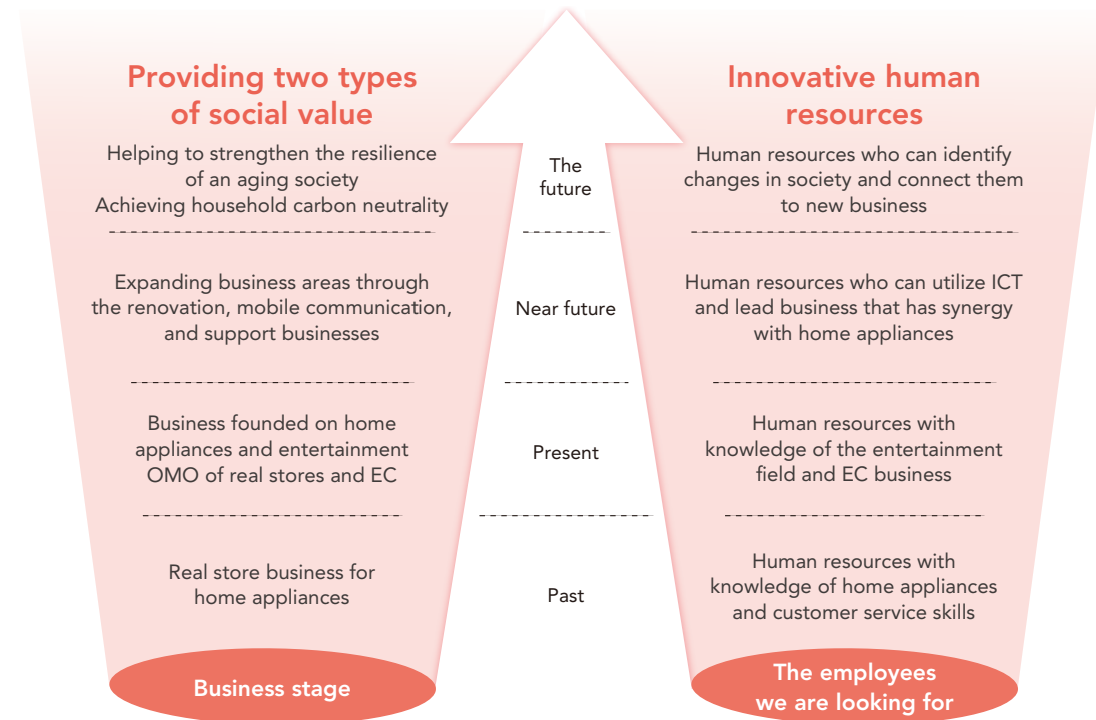 Providing two types
of social value
Helping to strengthen the resilience
of an aging society
Achieving household carbon neutrality
The
future
Innovative human
resources
Human resources who can identify
changes in society and connect them
to new business
Expanding business areas through
the renovation, mobile communication,
and support businesses
Near future
Human resources who can utilize ICT
and lead business that has synergy
with home appliances
Business founded on home
appliances and entertainment
OMO of real stores and EC
Present
Human resources with
knowledge of the entertainment
field and EC business
Real store business for
home appliances
Past
Human resources with
knowledge of home appliances
and customer service skills
Business stage
The employees
we are looking for